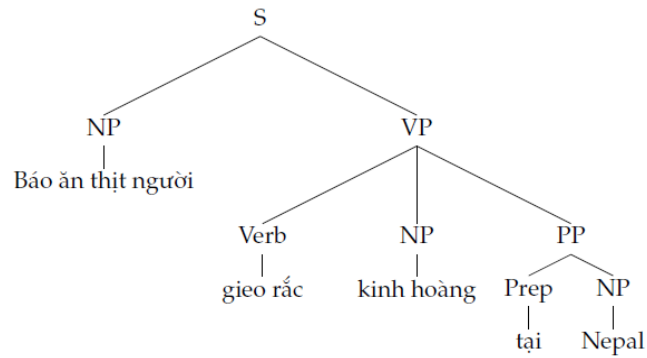 S
NP VP
Báo ăn thịt người
Verb NP PP
gieo rắc kinh hoàng Prep NP
tại Nepal